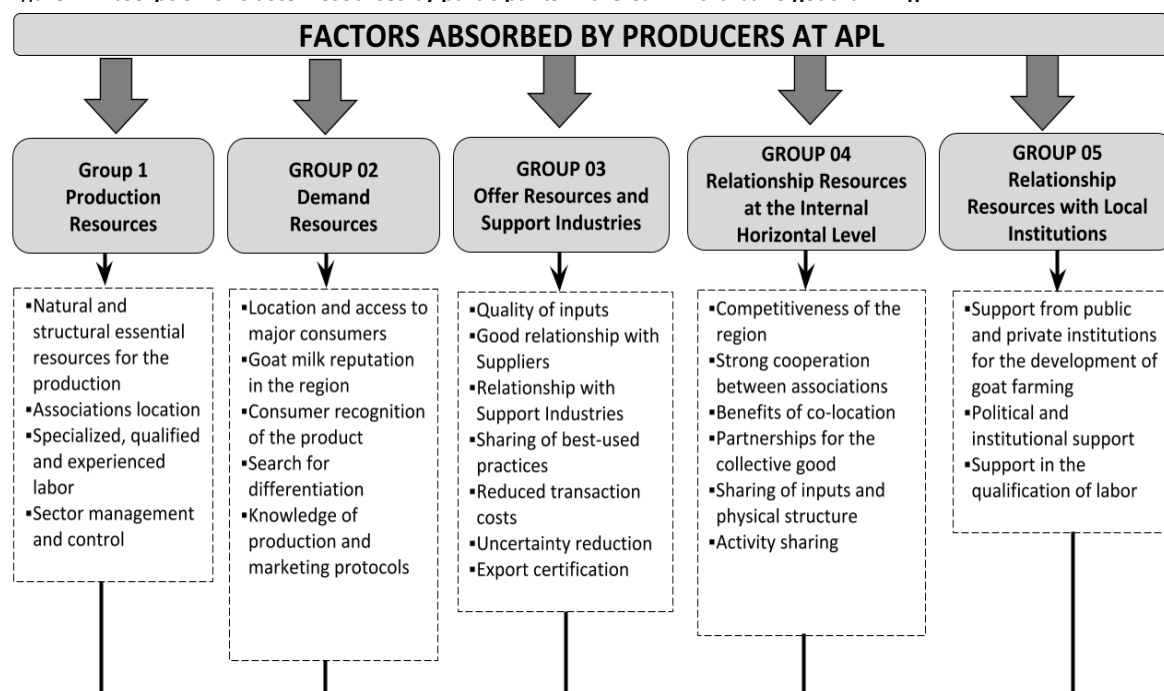 FACTORS ABSORBED BY PRODUCERS AT APL
Group 1
Production
Resources
GROUP 02
Demand
Resources
GROUP 03
Offer Resources and
Support Industries
GROUP 04
Relationship Resources
at the Internal
Horizontal Level
GROUP 05
Relationship
Resources with Local
Institutions
▪Natural and
structural essential
resources for the
production
▪Associations location
▪Specialized, qualified
and experienced
labor
▪Sector management
and control
▪Location and access to
major consumers
▪Goat milk reputation
in the region
▪Consumer recognition
of the product
▪Search for
differentiation
▪Knowledge of
production and
marketing protocols
▪Quality of inputs
▪Good relationship with
Suppliers
▪Relationship with
Support Industries
▪Sharing of best-used
practices
▪Reduced transaction
costs
▪Uncertainty reduction
▪Export certification
▪Competitiveness of the
region
▪Strong cooperation
between associations
▪Benefits of co-location
▪Partnerships for the
collective good
▪Sharing of inputs and
physical structure
▪Activity sharing
▪Support from public
and private institutions
for the development of
goat farming
▪Political and
institutional support
▪Support in the
qualification of labor